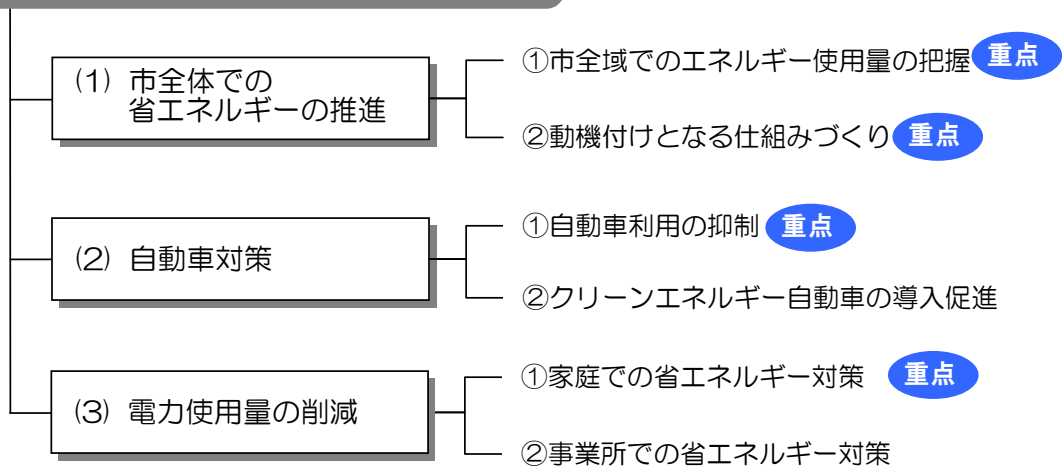 (1) 市全体での
省エネルギーの推進
①市全域でのエネルギー使用量の把握 重点
②動機付けとなる仕組みづくり 重点
(2) 自動車対策
①自動車利用の抑制 重点
②クリーンエネルギー自動車の導入促進
(3) 電力使用量の削減
①家庭での省エネルギー対策 重点
②事業所での省エネルギー対策